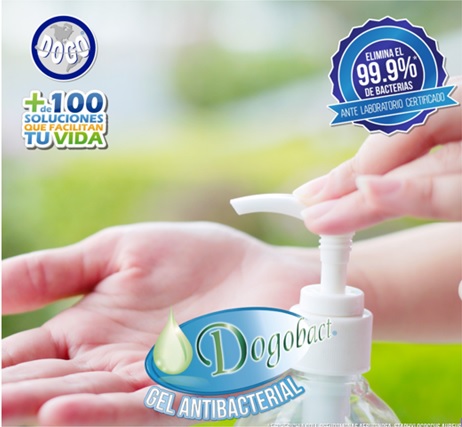 DOGO
+ de 100
SOLUCIONES
QUE FACILITAN
TU VIDA
ELIMINA EL
99.9%*
DE BACTERIAS
ANTE LABORATORIO CERTIFICADO
Dogobact®
GEL ANTIBACTERIAL